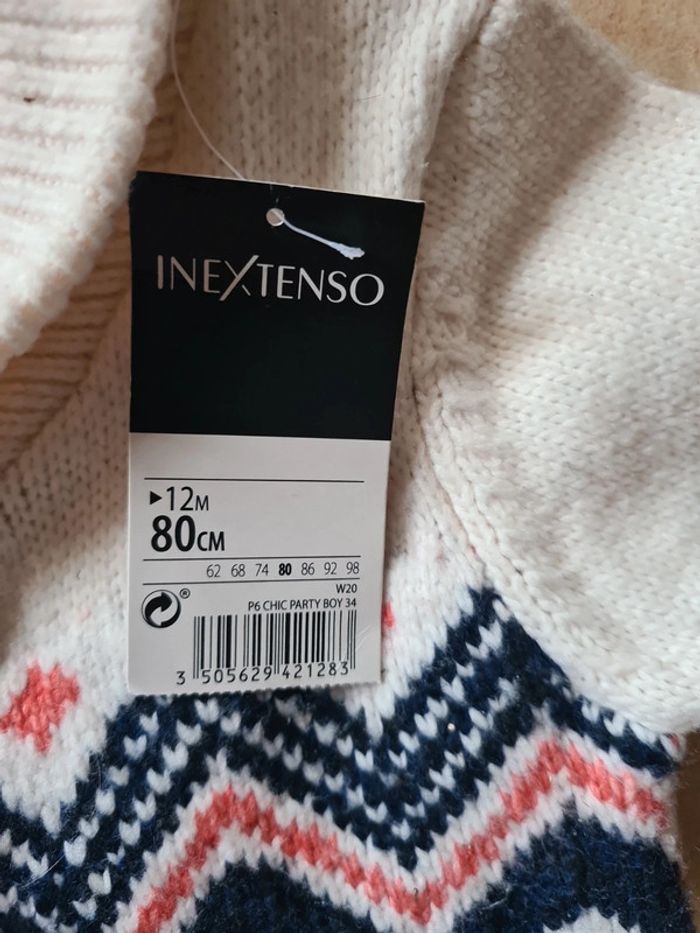 INEXTENSO
▶12M
80CM
62 68 74 80 86 92 98
W20
®
P6 CHIC PARTY BOY 34
3 505629 421283